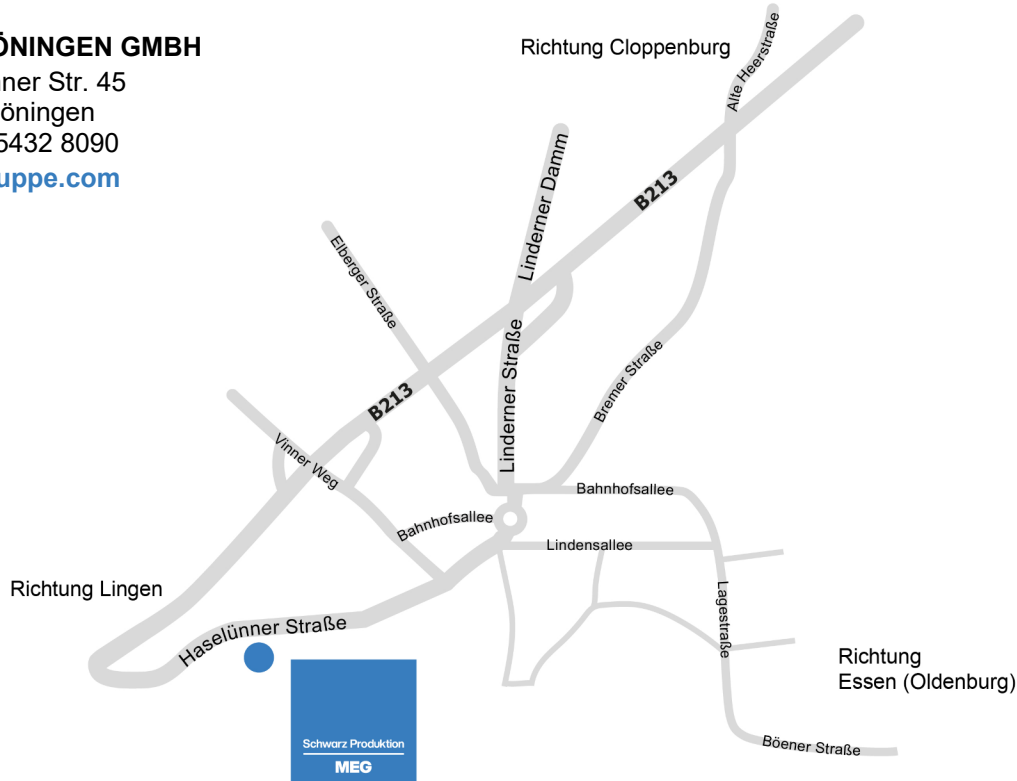 ÖNINGEN GMBH
ner Str. 45
öningen
5432 8090
uppe.com
Richtung Cloppenburg
Alte Heerstraße
Linderner Damm
B213
Elberger Straße
Linderner Straße
Bremer Straße
B213
Vinner Weg
Bahnhofsallee
Bahnhofsallee
Lindensallee
Richtung Lingen
Lagestraße
Haselünner Straße
Richtung
Essen (Oldenburg)
Schwarz Produktion
MEG
Böener Straße